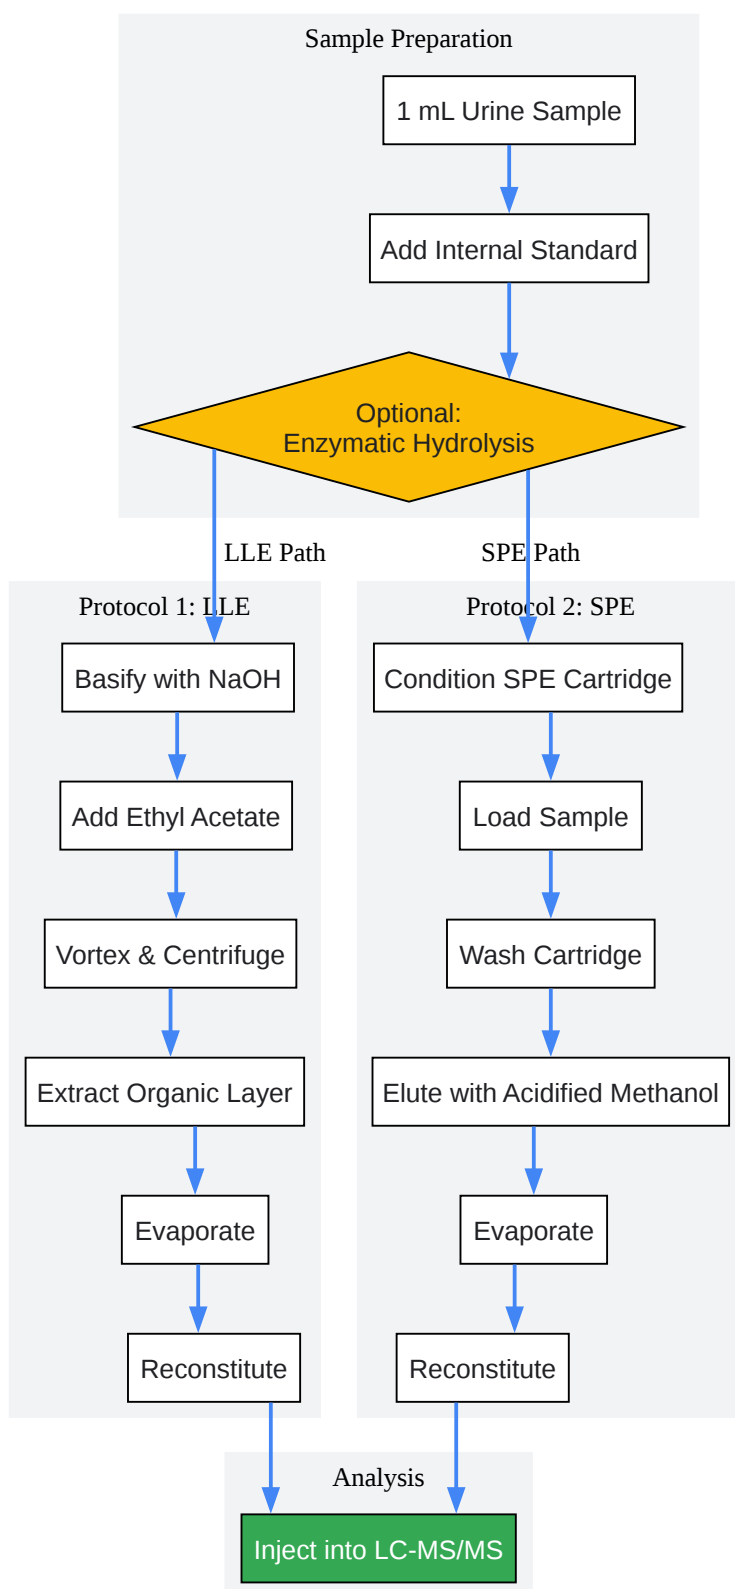 Sample Preparation
1 mL Urine Sample
Add Internal Standard
Optional:
Enzymatic Hydrolysis
LLE Path
SPE Path
Protocol 1: LLE
Basify with NaOH
Add Ethyl Acetate
Vortex & Centrifuge
Extract Organic Layer
Evaporate
Reconstitute
Protocol 2: SPE
Condition SPE Cartridge
Load Sample
Wash Cartridge
Elute with Acidified Methanol
Evaporate
Reconstitute
Analysis
Inject into LC-MS/MS